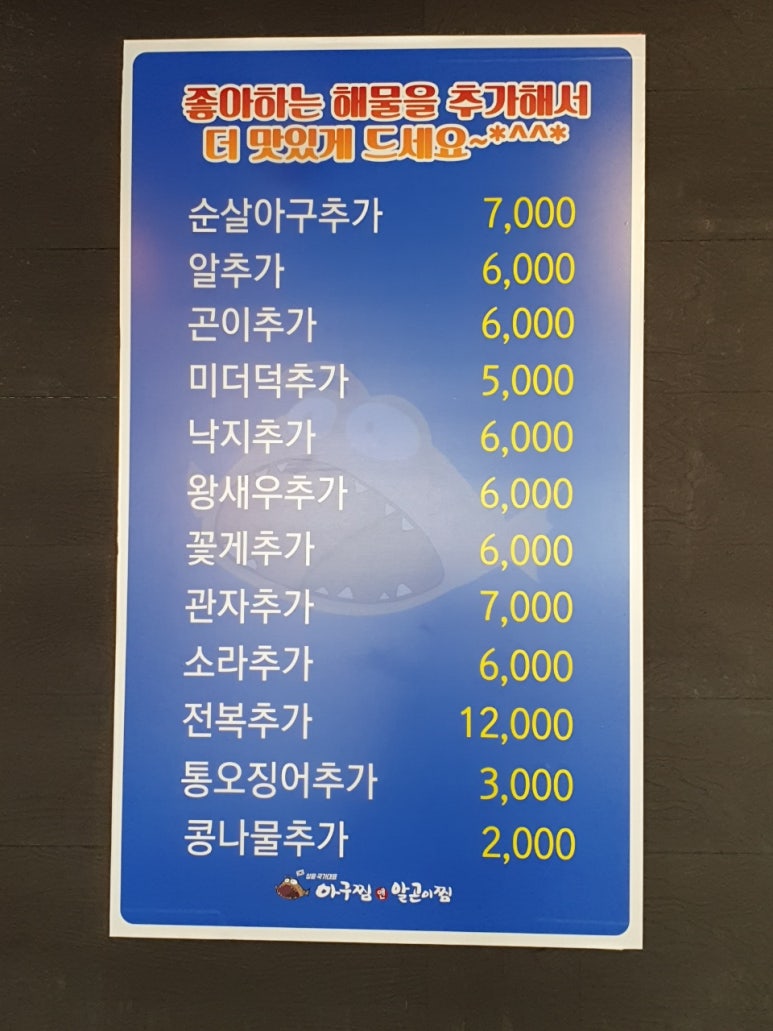 좋아하는 해물을 추가해서
더 맛있게 드세요~*^^*
순살아구추가 7,000
알추가 6,000
곤이추가 6,000
미더덕추가 5,000
낙지추가 6,000
왕새우추가 6,000
꽃게추가 6,000
관자추가 7,000
소라추가 6,000
전복추가 12,000
통오징어추가 3,000
콩나물추가 2,000
아구찜 앤 알곤이찜